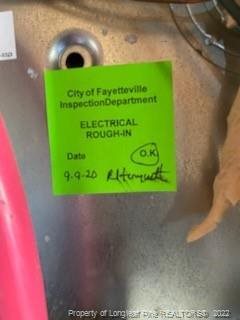 City of Fayetteville
InspectionDepartment
ELECTRICAL
ROUGH-IN
Date O.K
9-9-20
Property of Longleaf Pine REALTORS® 2022